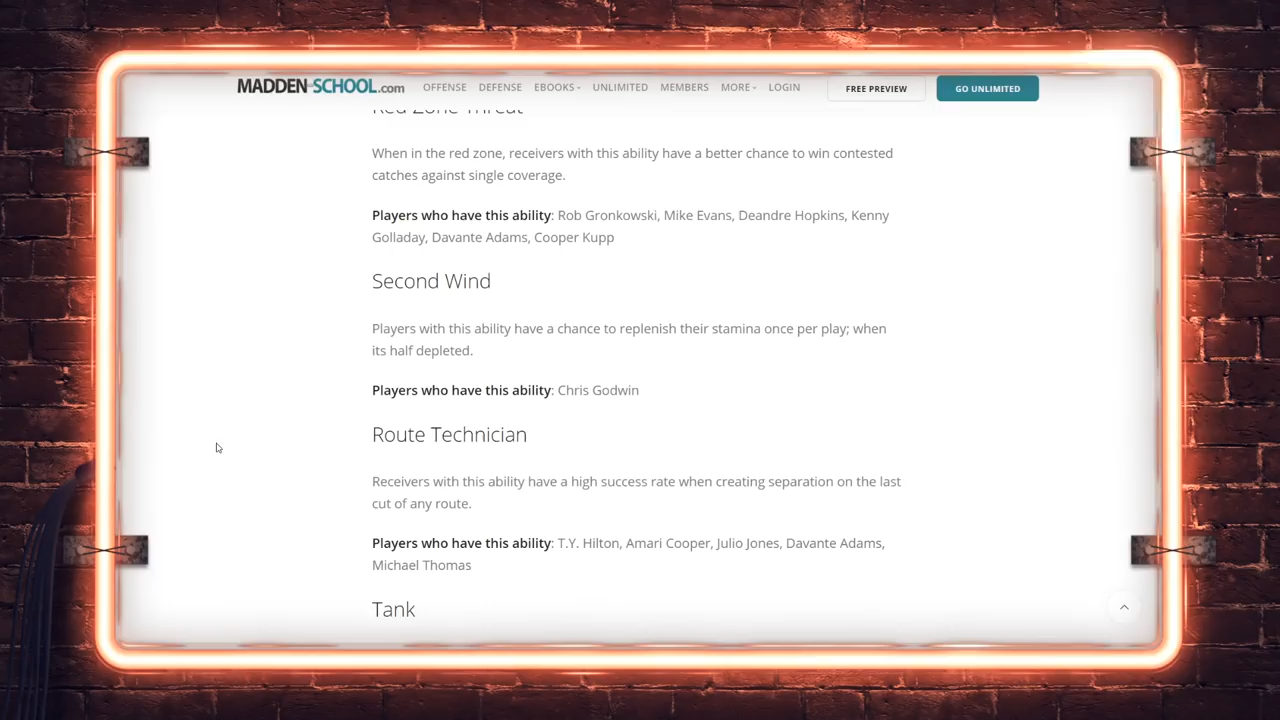 MADDEN-SCHOOL.com OFFENSE DEFENSE EBOOKS UNLIMITED MEMBERS MORE LOGIN FREE PREVIEW GO UNLIMITED
Red Zone Threat
When in the red zone, receivers with this ability have a better chance to win contested
catches against single coverage.
Players who have this ability: Rob Gronkowski, Mike Evans, Deandre Hopkins, Kenny
Golladay, Davante Adams, Cooper Kupp
Second Wind
Players with this ability have a chance to replenish their stamina once per play; when
its half depleted.
Players who have this ability: Chris Godwin
Route Technician
Receivers with this ability have a high success rate when creating separation on the last
cut of any route.
Players who have this ability: T.Y. Hilton, Amari Cooper, Julio Jones, Davante Adams,
Michael Thomas
Tank